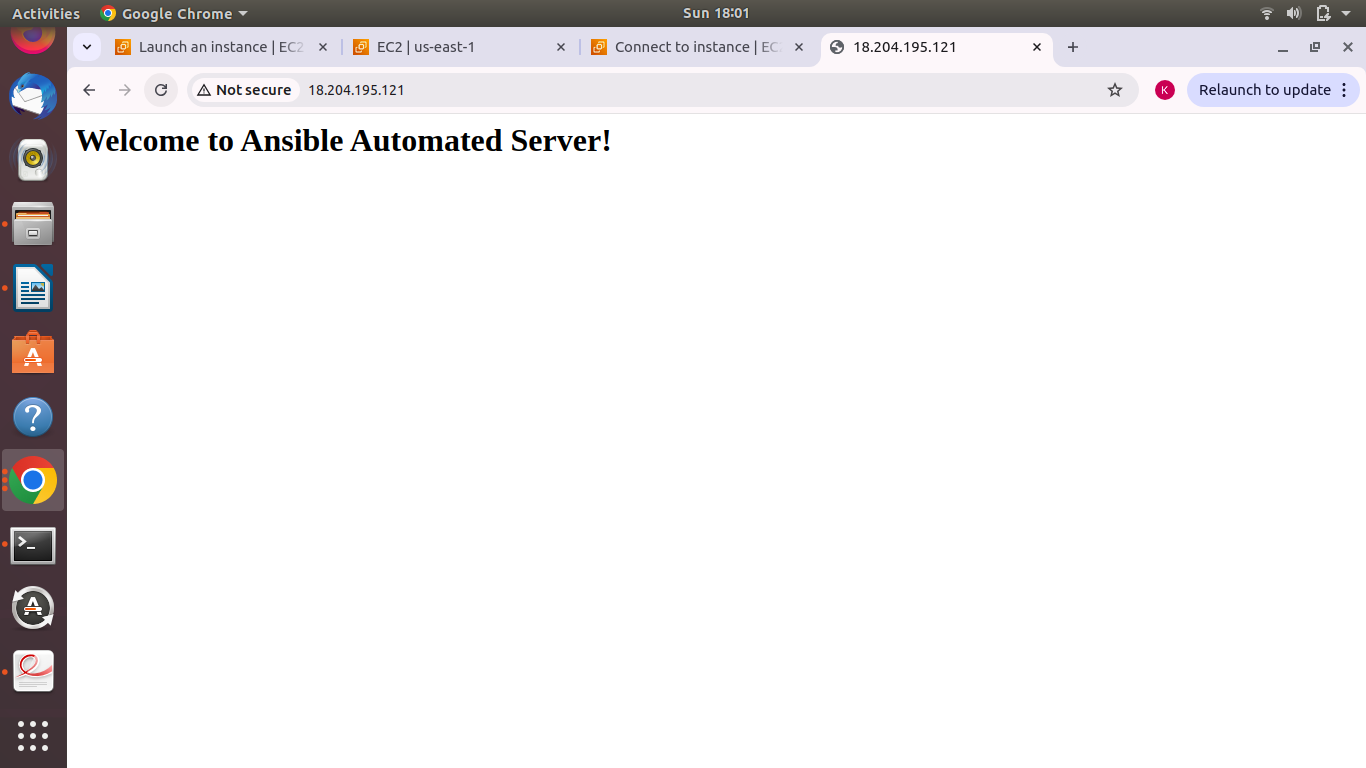 Activities
Google Chrome
Sun 18:01
Launch an instance | EC2
EC2 | us-east-1
Connect to instance | EC
18.204.195.121
Not secure
18.204.195.121
K
Relaunch to update
Welcome to Ansible Automated Server!